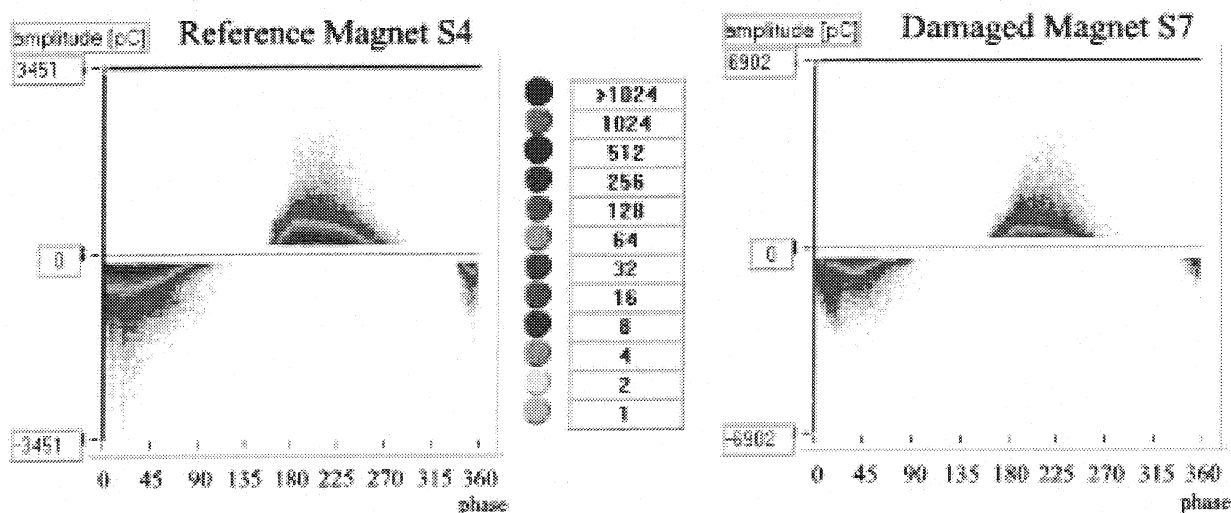 Reference Magnet S4
amplitude [pC]
3451
0
-3451
0 45 90 135 180 225 270 315 360
phase
>1024
1024
512
256
128
64
32
16
8
4
2
1
Damaged Magnet S7
amplitude [pC]
6902
0
-6902
0 45 90 135 180 225 270 315 360
phase